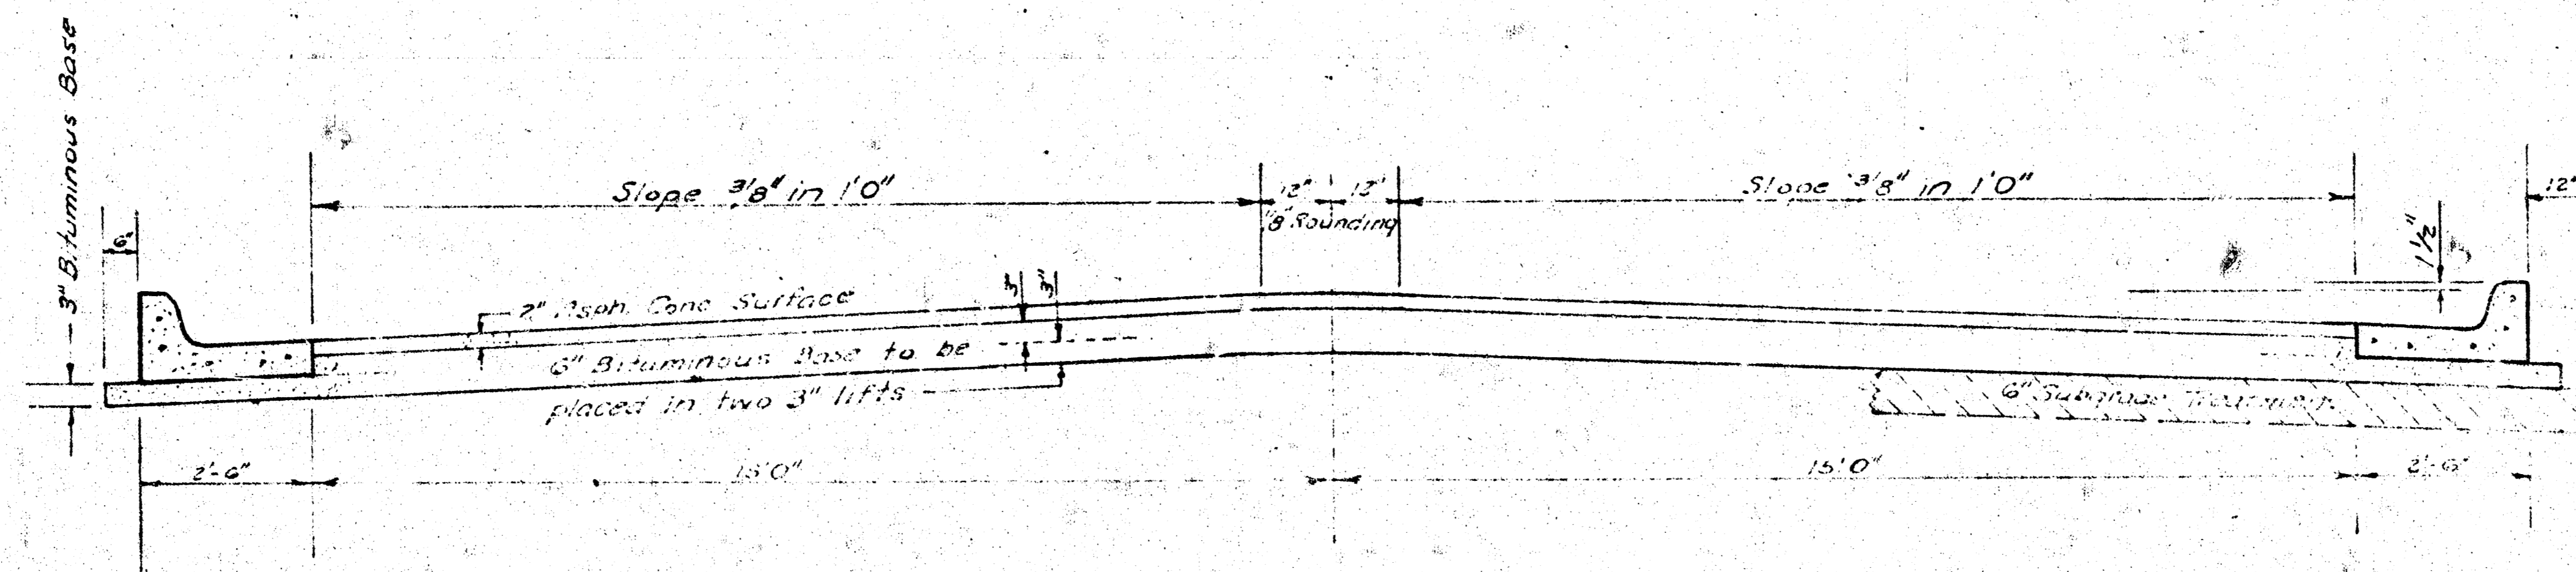 3" Bituminous Base
6"
Slope 3/8" in 1'0"
12" 12"
Rounding
Slope 3/8" in 1'0"
12"
1 1/2"
2" Asph. Conc Surface
3" 3"
6" Bituminous Base to be
placed in two 3" lifts
6" Subgrade Treatment
2'-6"
15'0"
15'0"
2'-6"